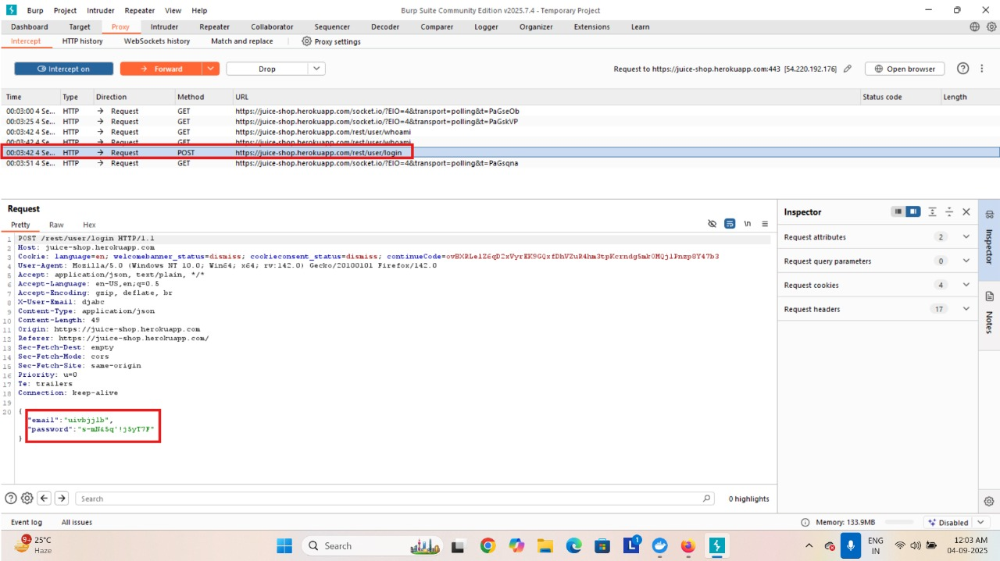 Burp Project Intruder Repeater View Help
Burp Suite Community Edition v2025.7.4 - Temporary Project
Dashboard Target Proxy Intruder Repeater Collaborator Sequencer Decoder Comparer Logger Organizer Extensions Learn
Intercept HTTP history WebSockets history Match and replace Proxy settings
Intercept on Forward Drop Request to https://juice-shop.herokuapp.com:443 [54.220.192.176] Open browser
Time Type Direction Method URL Status code Length
00:03:00 4 Se... HTTP → Request GET https://juice-shop.herokuapp.com/socket.io/?EIO=4&transport=polling&t=PaGseOb
00:03:25 4 Se... HTTP → Request GET https://juice-shop.herokuapp.com/socket.io/?EIO=4&transport=polling&t=PaGskVP
00:03:42 4 Se... HTTP → Request GET https://juice-shop.herokuapp.com/rest/user/whoami
00:03:42 4 Se... HTTP → Request GET https://juice-shop.herokuapp.com/rest/user/whoami
00:03:42 4 Se... HTTP → Request POST https://juice-shop.herokuapp.com/rest/user/login
00:03:51 4 Se... HTTP → Request GET https://juice-shop.herokuapp.com/socket.io/?EIO=4&transport=polling&t=PaGsqna
Request
Pretty Raw Hex
\n
1 POST /rest/user/login HTTP/1.1
2 Host: juice-shop.herokuapp.com
3 Cookie: language=en; welcomebanner_status=dismiss; cookieconsent_status=dismiss;
4 User-Agent: Mozilla/5.0 (Windows NT 10.0; Win64; x64; rv:142.0) Gecko/20100101 Firefox/142.0
5 Accept: application/json, text/plain, */*
6 Accept-Language: en-US,en;q=0.5
7 Accept-Encoding: gzip, deflate, br
8 X-User-Email: djabc
9 Content-Type: application/json
10 Content-Length: 49
11 Origin: https://juice-shop.herokuapp.com
12 Referer: https://juice-shop.herokuapp.com/
13 Sec-Fetch-Dest: empty
14 Sec-Fetch-Mode: cors
15 Sec-Fetch-Site: same-origin
16 Priority: u=0
17 Te: trailers
18 Connection: keep-alive
19
20 {
"email":"uivbjjlb",
"password":"s-mN&5q'!j5yT7F"
}
Inspector
Request attributes 2
Request query parameters 0
Request cookies 4
Request headers 17
Inspector
Notes
Search 0 highlights
Event log All issues Memory: 133.9MB Disabled
9+ 25°C
Haze
Search
L 1
ENG
IN
12:03 AM
04-09-2025